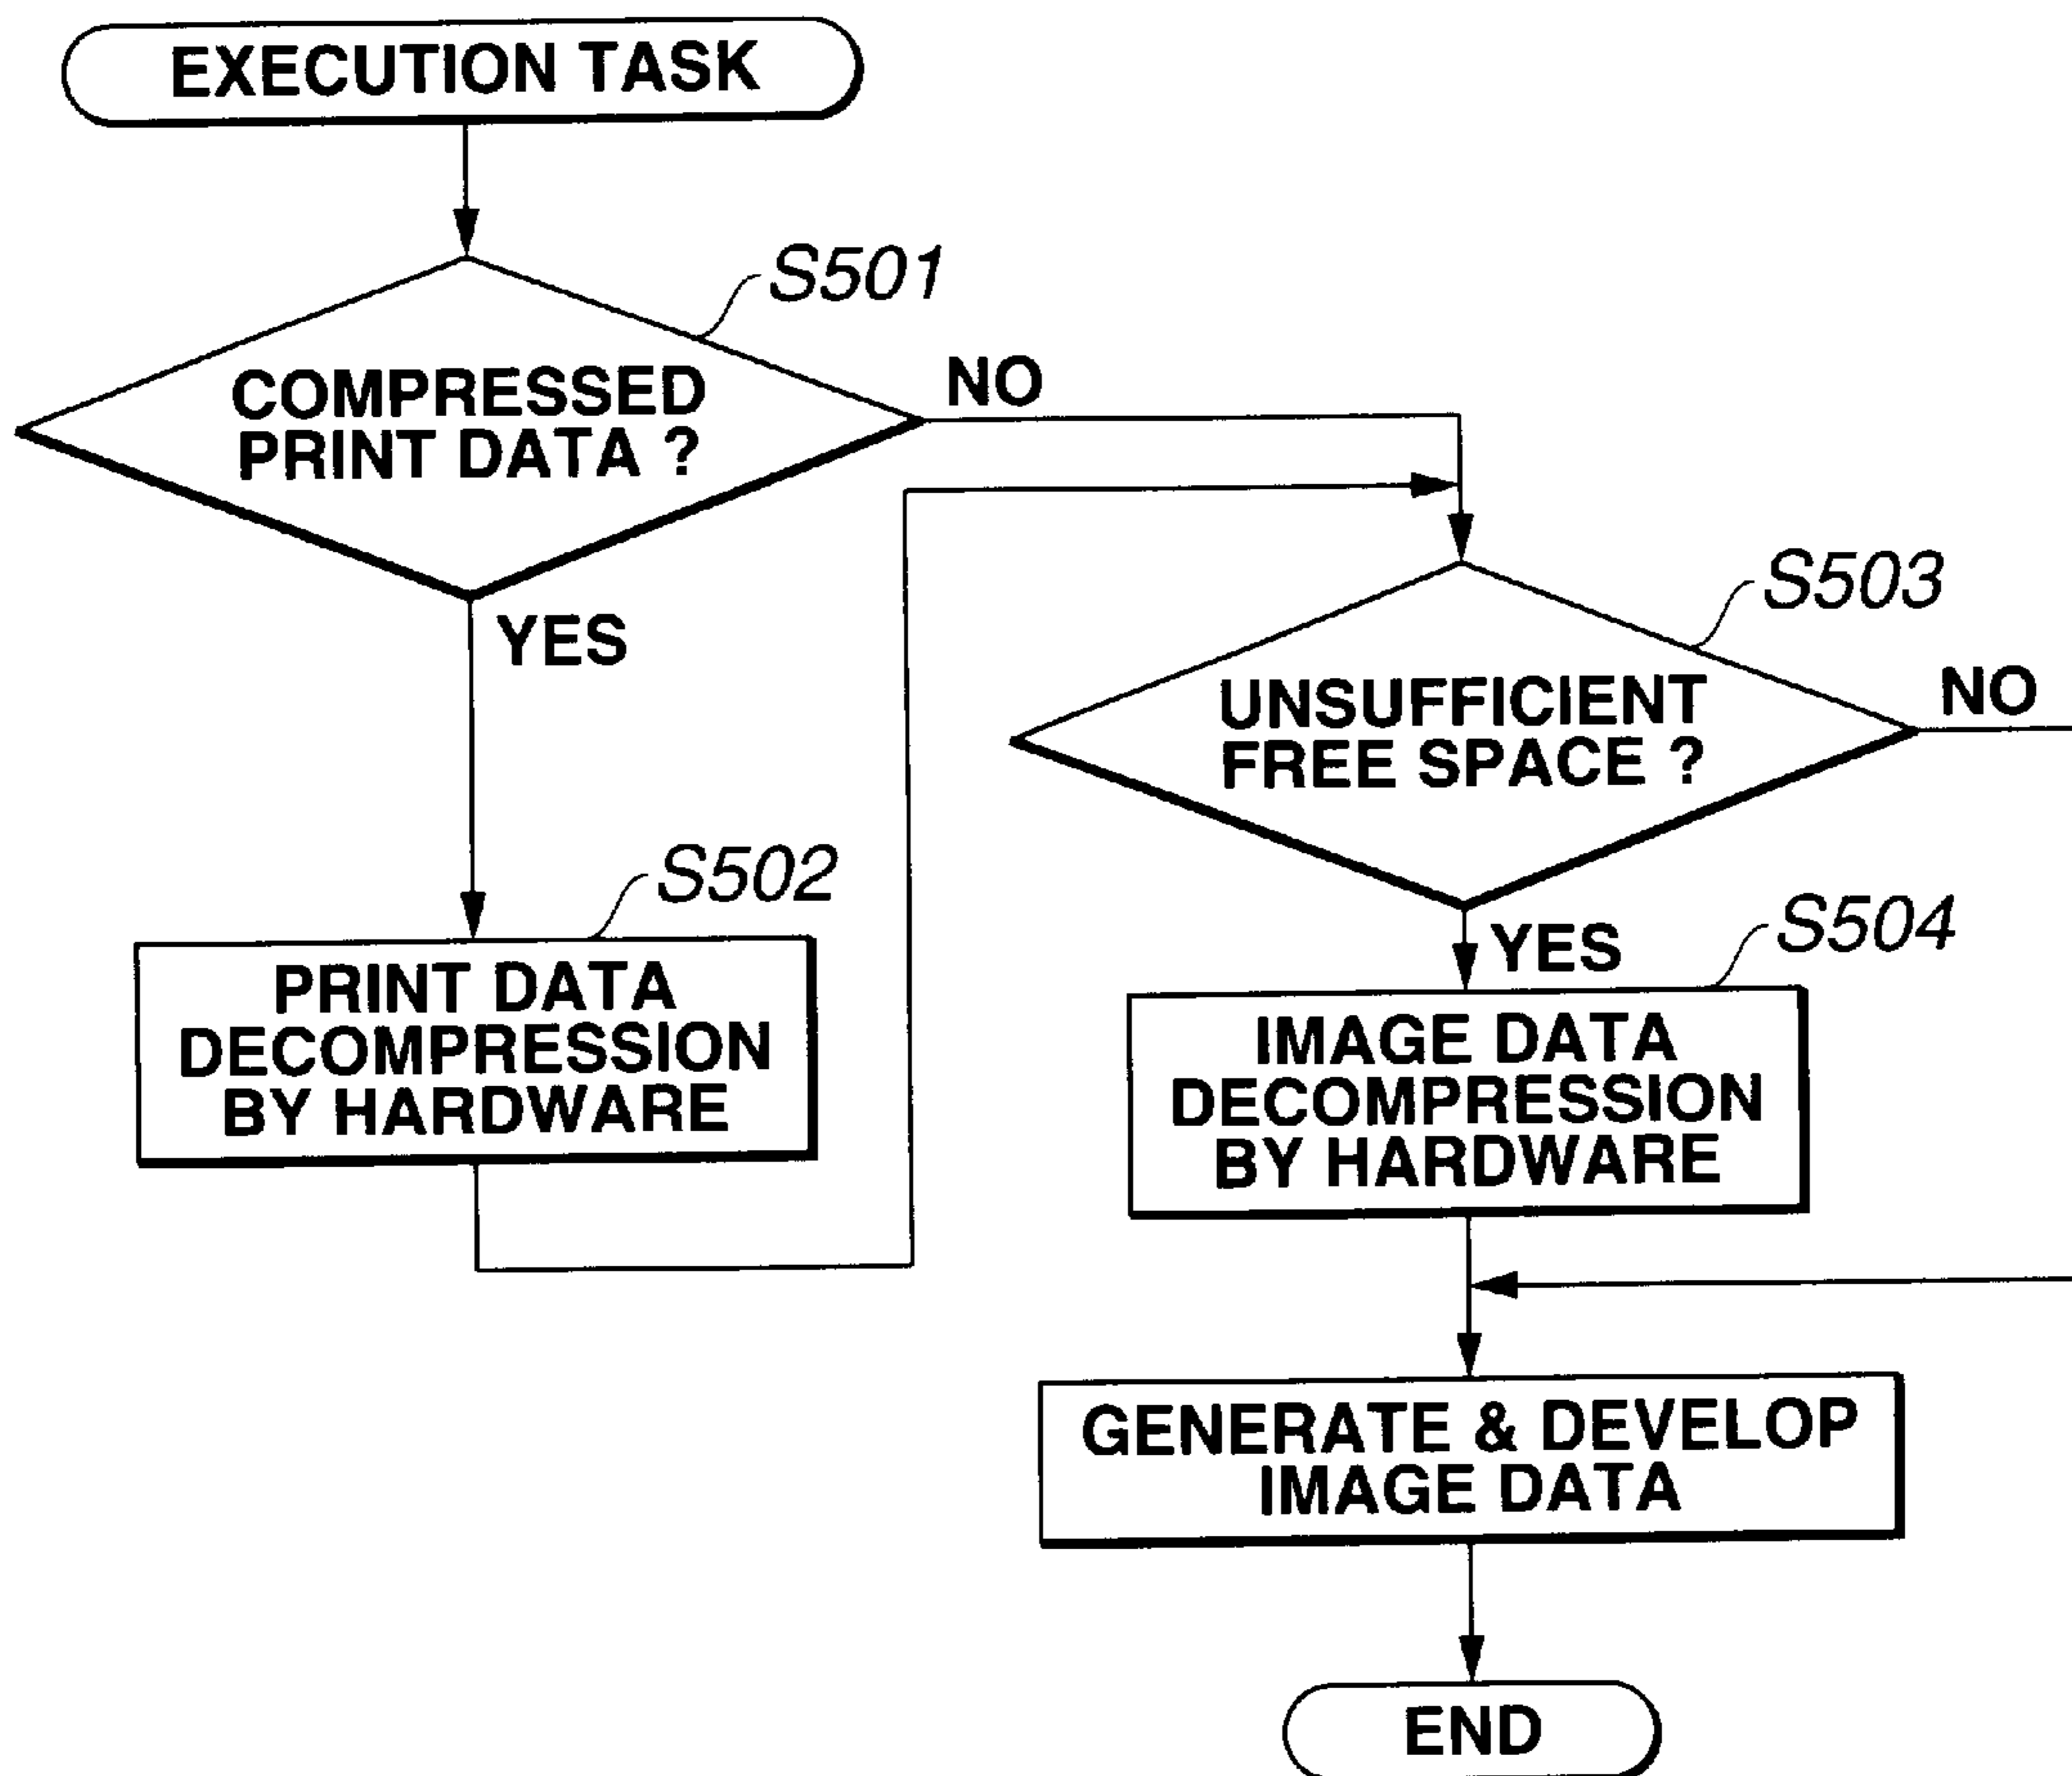 EXECUTION TASK
S501
COMPRESSED
PRINT DATA ?
NO
YES
S502
PRINT DATA
DECOMPRESSION
BY HARDWARE
S503
UNSUFFICIENT
FREE SPACE ?
NO
YES
S504
IMAGE DATA
DECOMPRESSION
BY HARDWARE
GENERATE & DEVELOP
IMAGE DATA
END